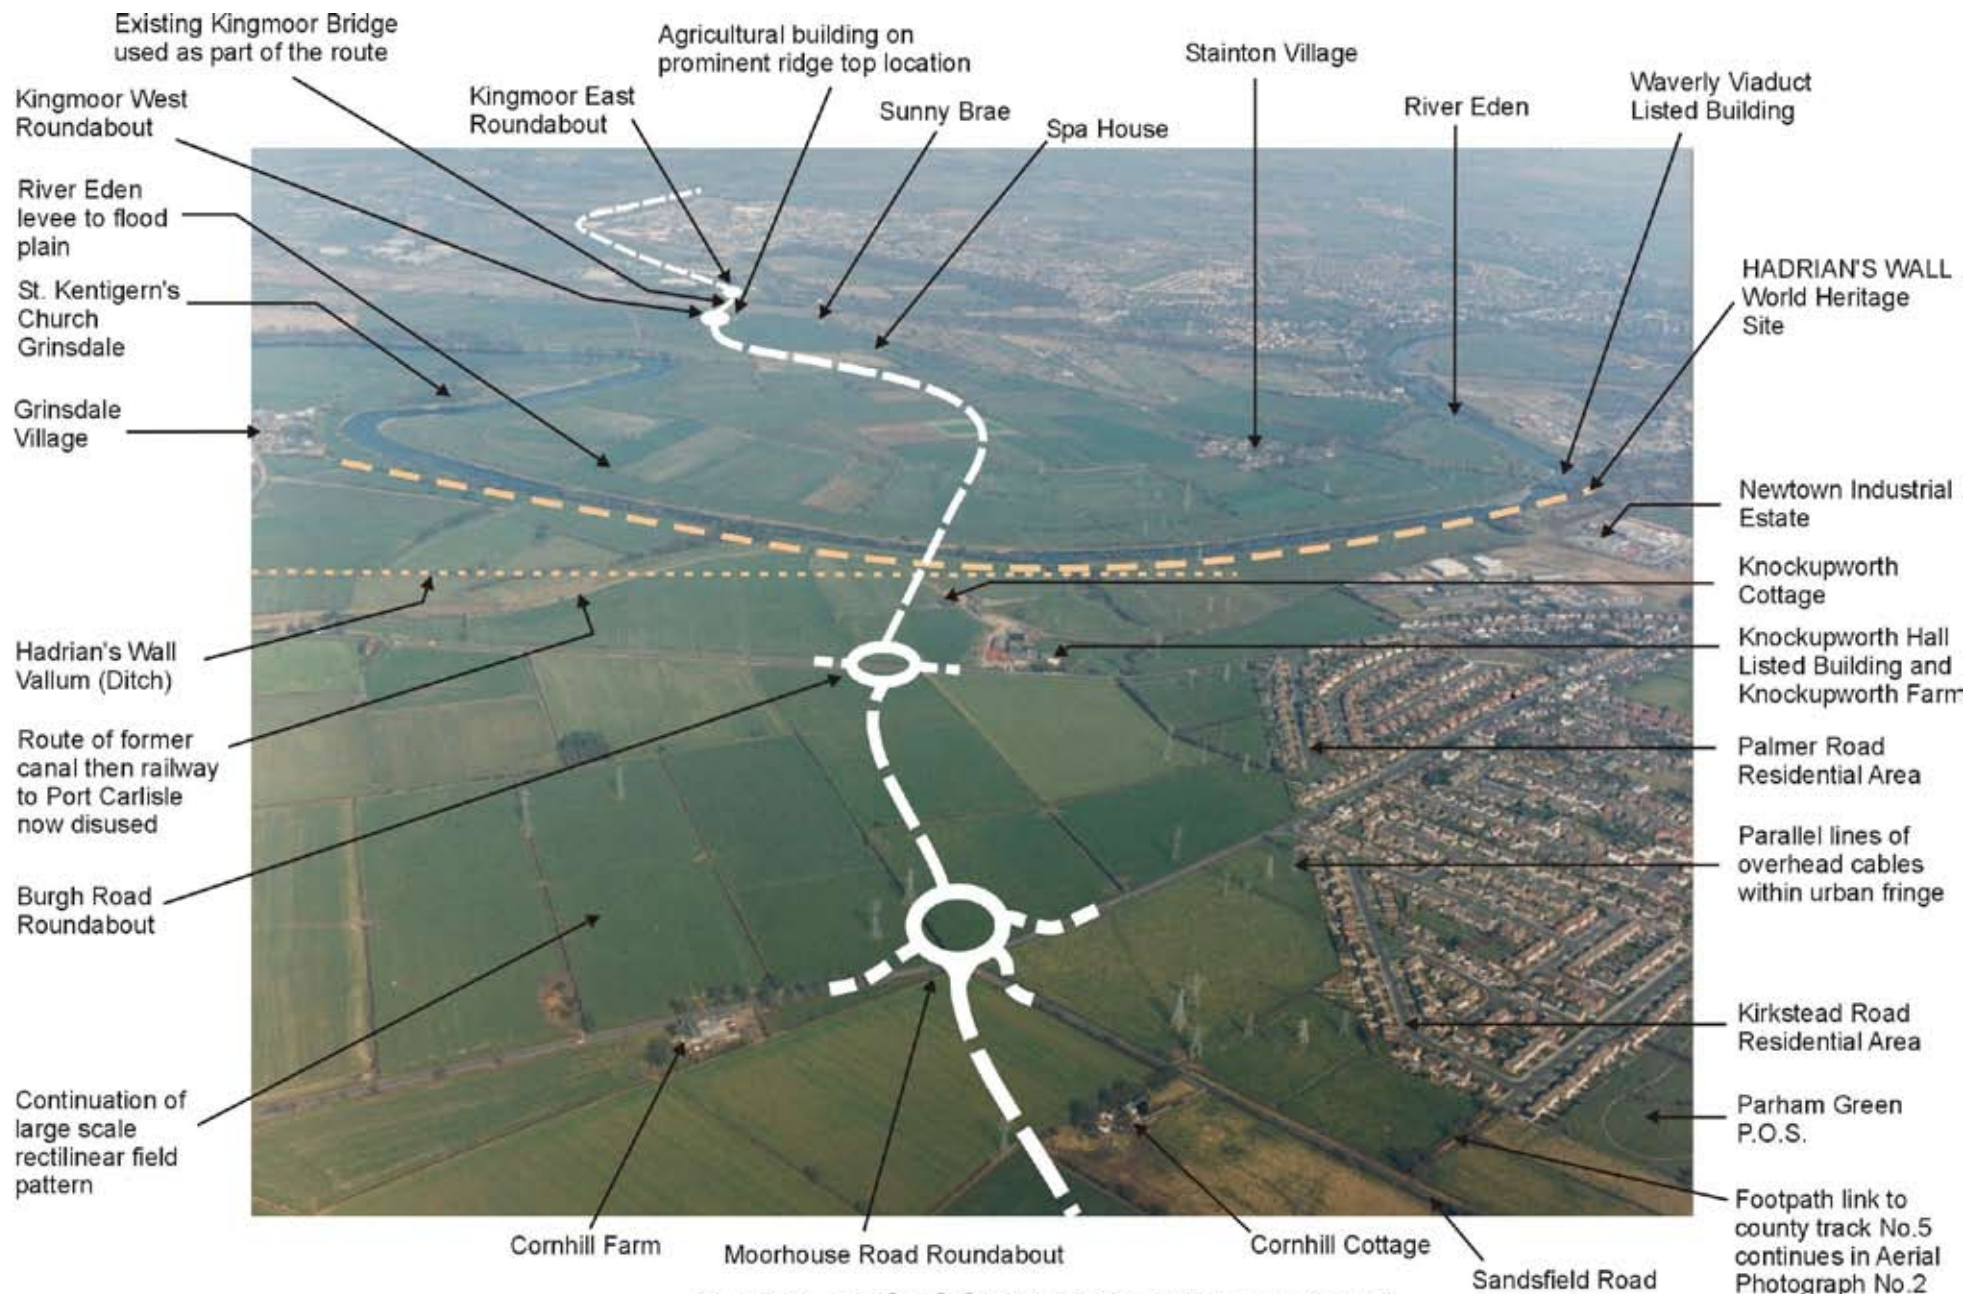 Existing Kingmoor Bridge
used as part of the route
Agricultural building on
prominent ridge top location
Stainton Village
Waverly Viaduct
Listed Building
Kingmoor West
Roundabout
Kingmoor East
Roundabout
Sunny Brae
Spa House
River Eden
River Eden
levee to flood
plain
St. Kentigern's
Church
Grinsdale
Grinsdale
Village
HADRIAN'S WALL
World Heritage
Site
Newtown Industrial
Estate
Knockupworth
Cottage
Hadrian's Wall
Vallum (Ditch)
Knockupworth Hall
Listed Building and
Knockupworth Farm
Route of former
canal then railway
to Port Carlisle
now disused
Palmer Road
Residential Area
Parallel lines of
overhead cables
within urban fringe
Burgh Road
Roundabout
Kirkstead Road
Residential Area
Continuation of
large scale
rectilinear field
pattern
Parham Green
P.O.S.
Footpath link to
county track No.5
continues in Aerial
Photograph No.2
Cornhill Farm
Moorhouse Road Roundabout
Cornhill Cottage
Sandsfield Road